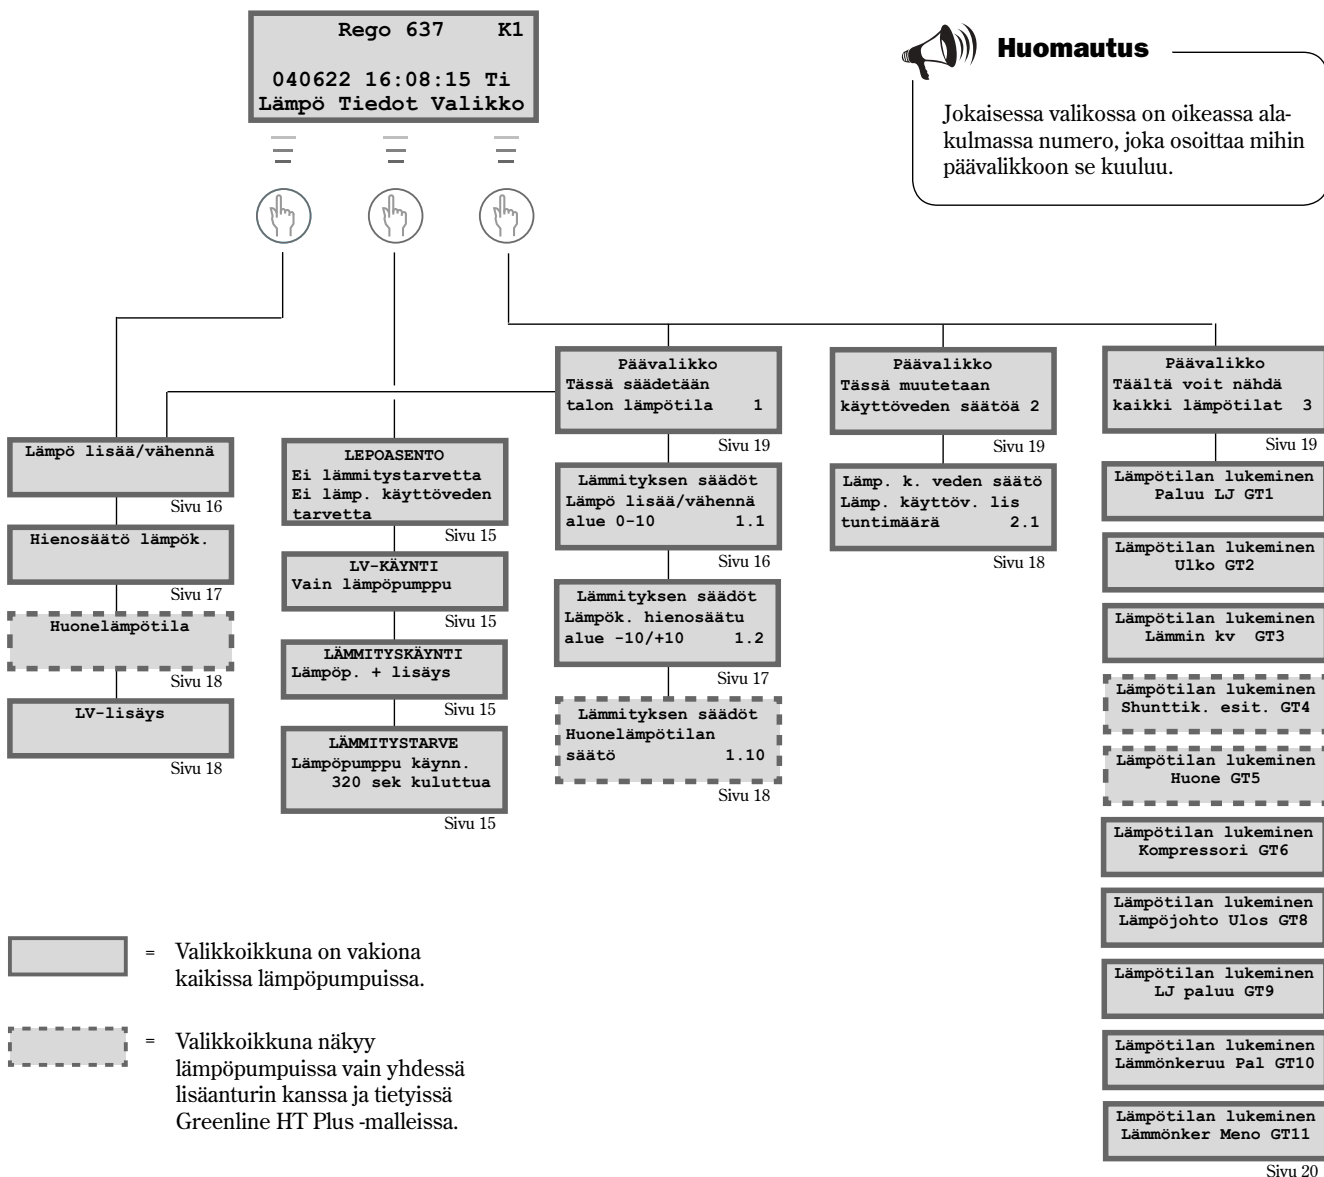 Rego 637 K1
040622 16:08:15 Ti
Lämpö Tiedot Valikko
Huomautus
Jokaisessa valikossa on oikeassa ala-
kulmassa numero, joka osoittaa mihin
päävalikkoon se kuuluu.
Lämpö lisää/vähennä
Sivu 16
Hienosäätö lämpök.
Sivu 17
Huonelämpötila
Sivu 18
LV-lisäys
Sivu 18
LEPOASENTO
Ei lämmitystarvetta
Ei lämp. käyttöveden
tarvetta
Sivu 15
LV-KÄYNTI
Vain lämpöpumppu
Sivu 15
LÄMMITYSKÄYNTI
Lämpöp. + lisäys
Sivu 15
LÄMMITYSTARVE
Lämpöpumppu käynn.
320 sek kuluttua
Sivu 15
Päävalikko
Tässä säädetään
talon lämpötila 1
Sivu 19
Lämmityksen säädöt
Lämpö lisää/vähennä
alue 0-10 1.1
Sivu 16
Lämmityksen säädöt
Lämpök. hienosäätu
alue -10/+10 1.2
Sivu 17
Lämmityksen säädöt
Huonelämpötilan
säätö 1.10
Sivu 18
Päävalikko
Tässä muutetaan
käyttöveden säätöä 2
Sivu 19
Lämp. k. veden säätö
Lämp. käyttöv. lis
tuntimäärä 2.1
Sivu 18
Päävalikko
Täältä voit nähdä
kaikki lämpötilat 3
Sivu 19
Lämpötilan lukeminen
Paluu LJ GT1
Lämpötilan lukeminen
Ulko GT2
Lämpötilan lukeminen
Lämmin kv GT3
Lämpötilan lukeminen
Shunttik. esit. GT4
Lämpötilan lukeminen
Huone GT5
Lämpötilan lukeminen
Kompressori GT6
Lämpötilan lukeminen
Lämpöjohto Ulos GT8
Lämpötilan lukeminen
LJ paluu GT9
Lämpötilan lukeminen
Lämmönkeruu Pal GT10
Lämpötilan lukeminen
Lämmönker Meno GT11
Sivu 20
= Valikkoikkuna on vakiona
kaikissa lämpöpumpuissa.
= Valikkoikkuna näkyy
lämpöpumpuissa vain yhdessä
lisäanturin kanssa ja tietyissä
Greenline HT Plus -malleissa.